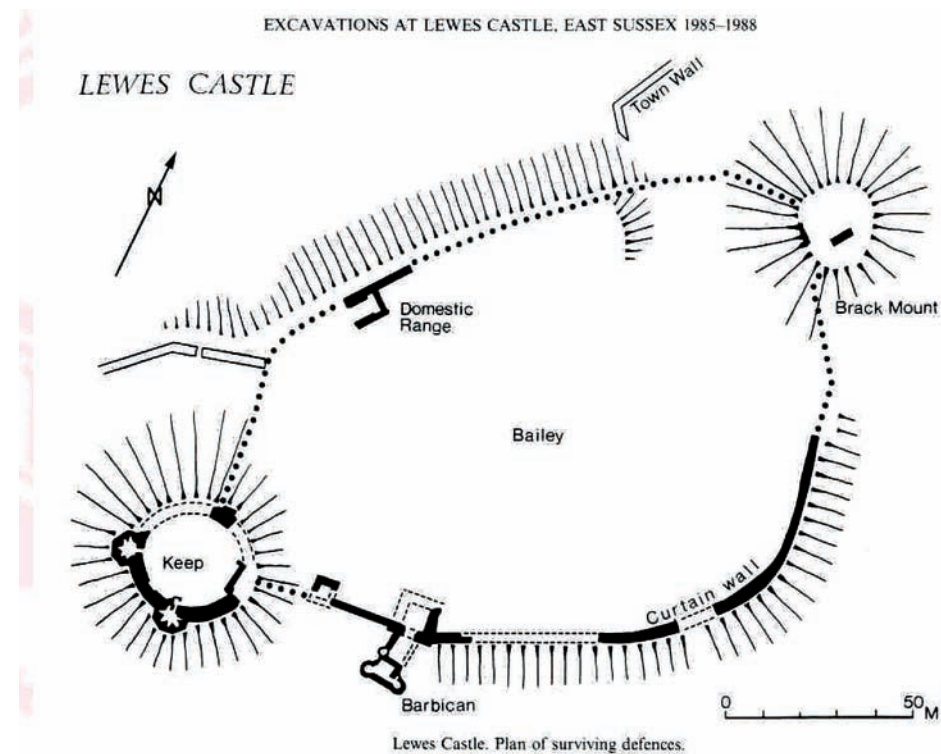 EXCAVATIONS AT LEWES CASTLE, EAST SUSSEX 1985–1988
LEWES CASTLE
Town Wall
N
Domestic
Range
Brack Mount
Bailey
Keep
Curtain wall
Barbican
0 50 M
Lewes Castle. Plan of surviving defences.